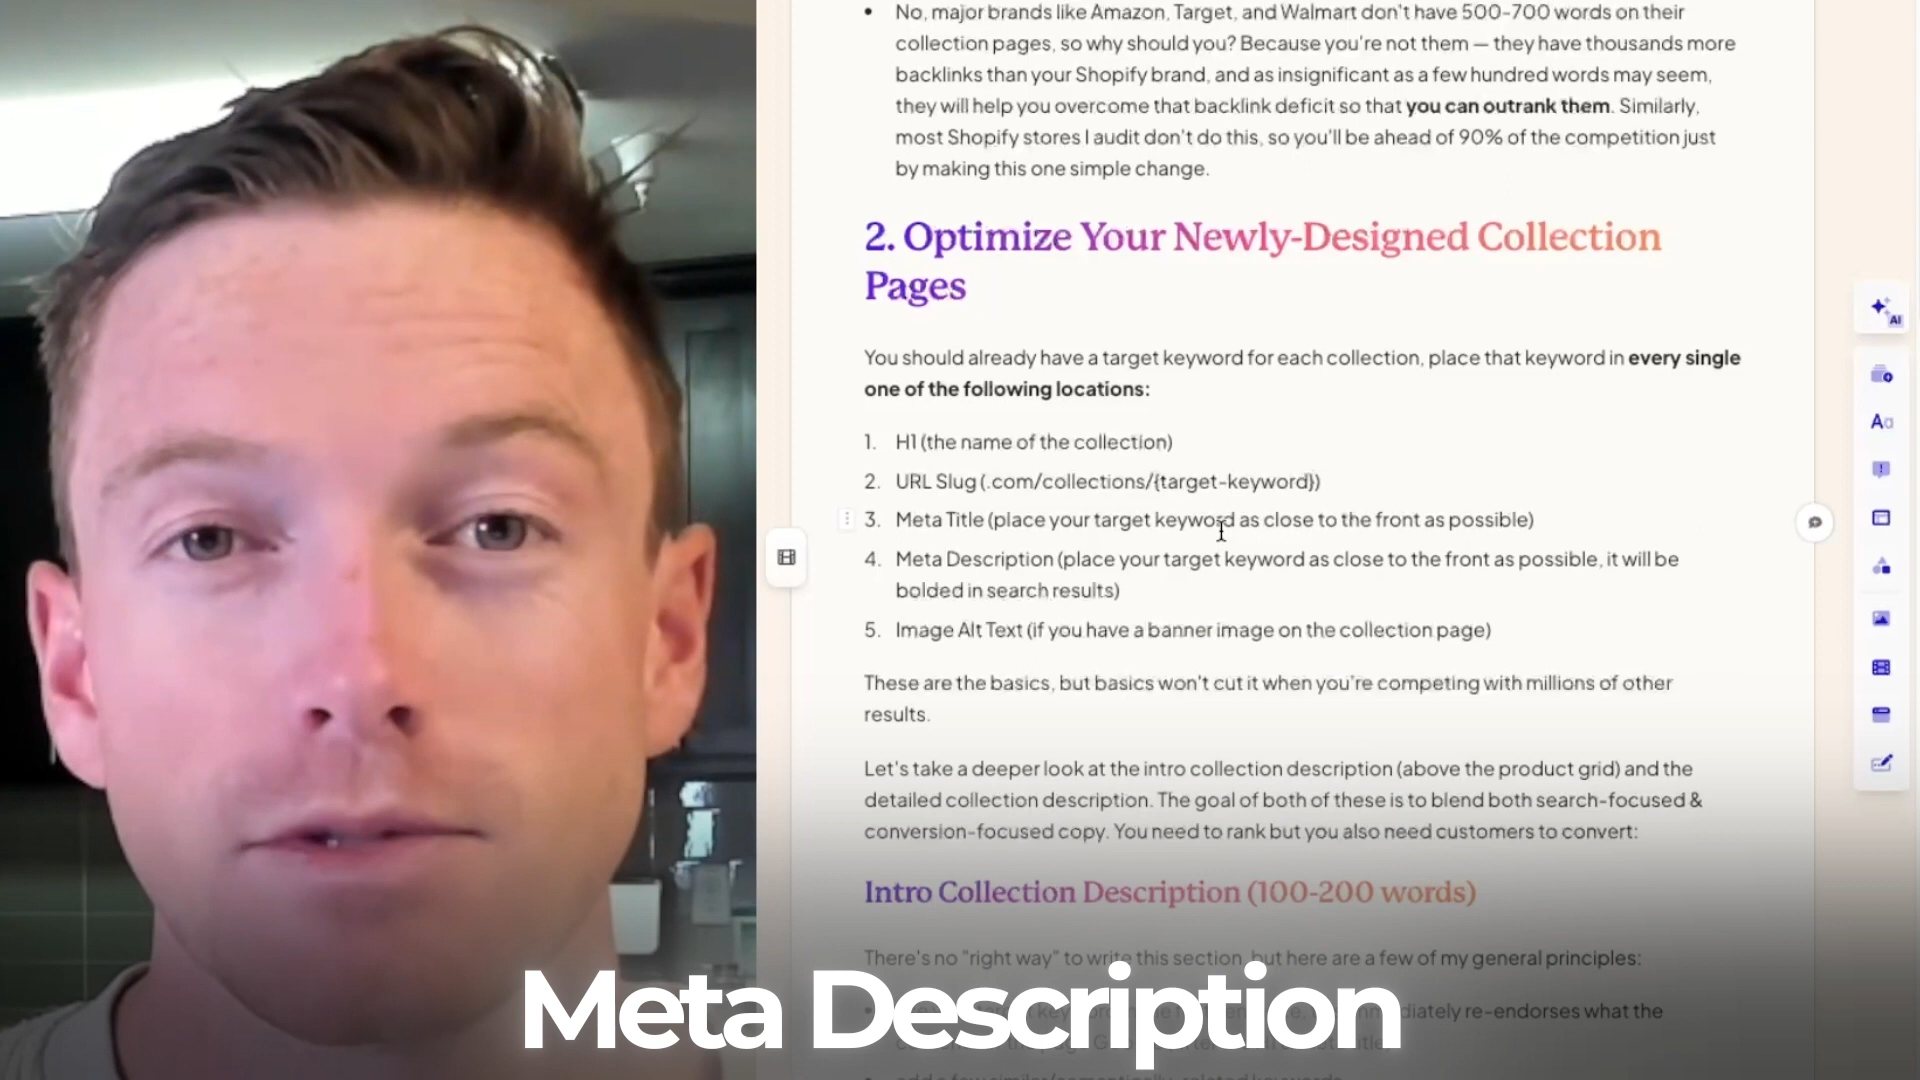 No, major brands like Amazon, Target, and Walmart don't have 500-700 words on their
collection pages, so why should you? Because you're not them — they have thousands more
backlinks than your Shopify brand, and as insignificant as a few hundred words may seem,
they will help you overcome that backlink deficit so that you can outrank them. Similarly,
most Shopify stores I audit don't do this, so you'll be ahead of 90% of the competition just
by making this one simple change.
2. Optimize Your Newly-Designed Collection
Pages
You should already have a target keyword for each collection, place that keyword in every single
one of the following locations:
1. H1 (the name of the collection)
2. URL Slug (.com/collections/{target-keyword})
3. Meta Title (place your target keyword as close to the front as possible)
4. Meta Description (place your target keyword as close to the front as possible, it will be
bolded in search results)
5. Image Alt Text (if you have a banner image on the collection page)
These are the basics, but basics won't cut it when you're competing with millions of other
results.
Let's take a deeper look at the intro collection description (above the product grid) and the
detailed collection description. The goal of both of these is to blend both search-focused &
conversion-focused copy. You need to rank but you also need customers to convert:
Intro Collection Description (100-200 words)
There's no "right way" to write this section, but here are a few of my general principles:
re-endorses what the
Meta Description
AI
Aa